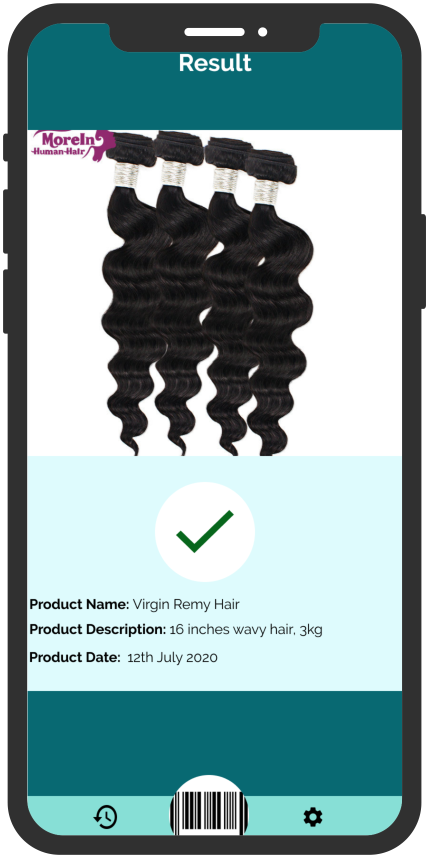 Result
MoreIn
Human Hair
Product Name: Virgin Remy Hair
Product Description: 16 inches wavy hair, 3kg
Product Date: 12th July 2020